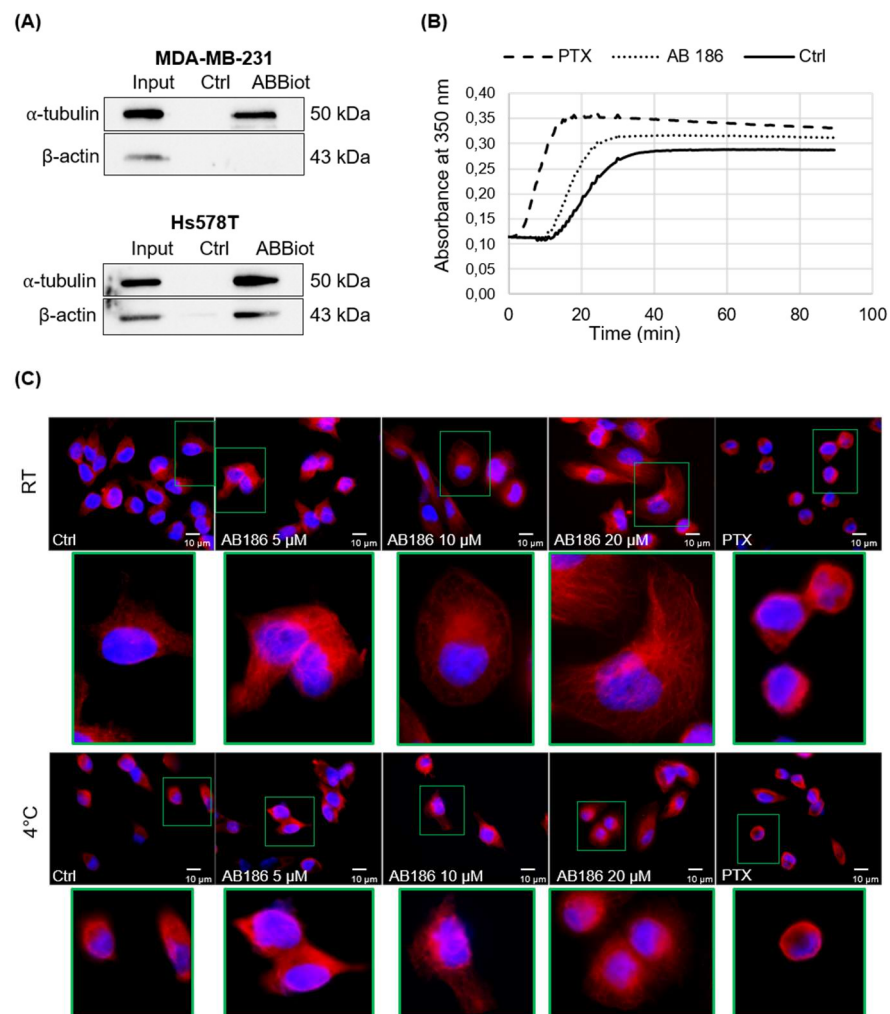 (A)
MDA-MB-231
Input Ctrl ABBiot
α-tubulin 50 kDa
β-actin 43 kDa
Hs578T
Input Ctrl ABBiot
α-tubulin 50 kDa
β-actin 43 kDa
(B)
PTX AB 186 Ctrl
Absorbance at 350 nm
0,40
0,35
0,30
0,25
0,20
0,15
0,10
0,05
0,00
0 20 40 60 80 100
Time (min)
(C)
RT
Ctrl 10 µm AB186 5 µM 10 µm AB186 10 µM 10 µm AB186 20 µM 10 µm PTX 10 µm
4°C
Ctrl 10 µm AB186 5 µM 10 µm AB186 10 µM 10 µm AB186 20 µM 10 µm PTX 10 µm